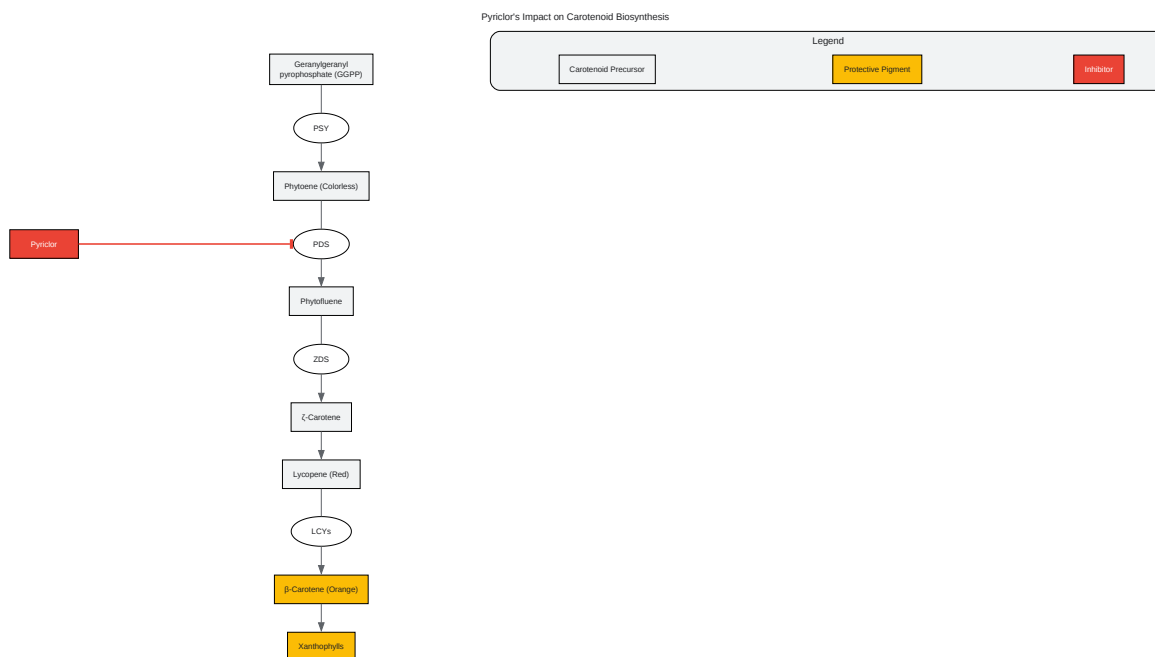 Pyriclor's Impact on Carotenoid Biosynthesis
Legend
Carotenoid Precursor
Protective Pigment
Inhibitor
Geranylgeranyl
pyrophosphate (GGPP)
PSY
Phytoene (Colorless)
Pyriclor
PDS
Phytofluene
ZDS
ζ-Carotene
Lycopene (Red)
LCYs
β-Carotene (Orange)
Xanthophylls